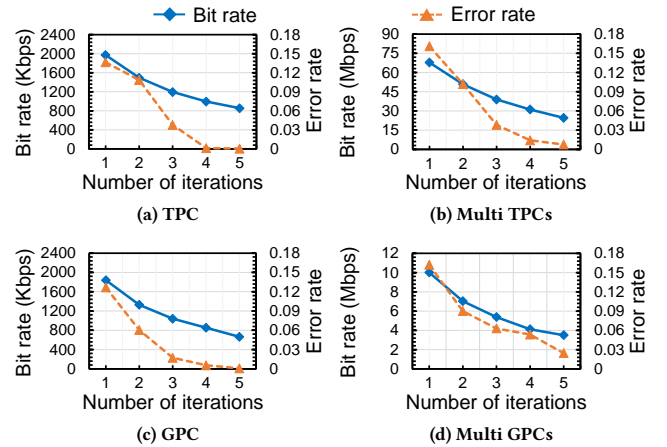 Bit rate Error rate
2400 0.18 90 0.18
2000 0.15 75 0.15
1600 0.12 60 0.12
1200 0.09 45 0.09
800 0.06 30 0.06
400 0.03 15 0.03
0 0 0 0
Bit rate (Kbps) Error rate Bit rate (Mbps) Error rate
1 2 3 4 5 1 2 3 4 5
Number of iterations Number of iterations
(a) TPC (b) Multi TPCs
2400 0.18 12 0.18
2000 0.15 10 0.15
1600 0.12 8 0.12
1200 0.09 6 0.09
800 0.06 4 0.06
400 0.03 2 0.03
0 0 0 0
Bit rate (Kbps) Error rate Bit rate (Mbps) Error rate
1 2 3 4 5 1 2 3 4 5
Number of iterations Number of iterations
(c) GPC (d) Multi GPCs